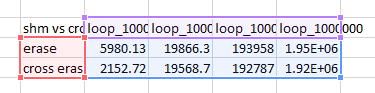 shm vs cro loop_1000 loop_1000 loop_1000 loop_1000000
erase 5980.13 19866.3 193958 1.95E+06
cross eras 2152.72 19568.7 192787 1.92E+06